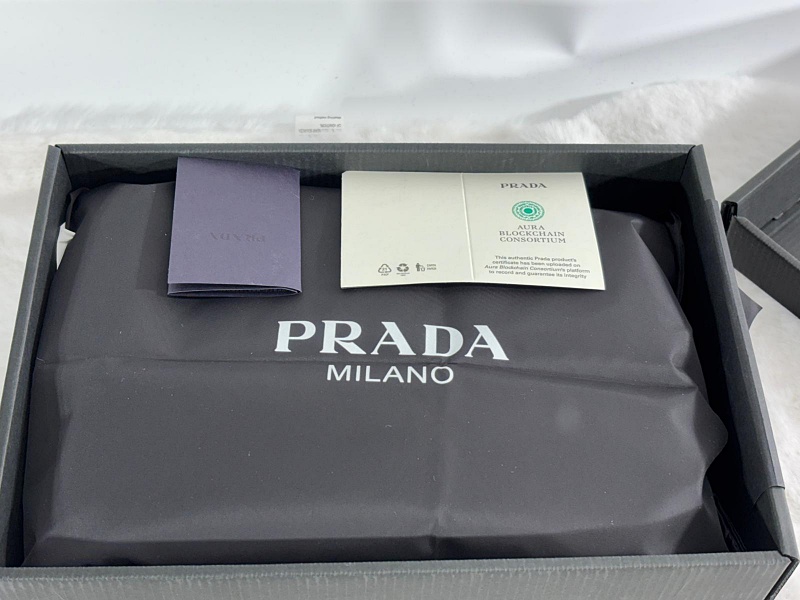 PRADA
PRADA
AURA
BLOCKCHAIN
CONSORTIUM
This authentic Prada product's
certificate has been uploaded on
Aura Blockchain Consortium's platform
to record and guarantee its integrity
PRADA
MILANO